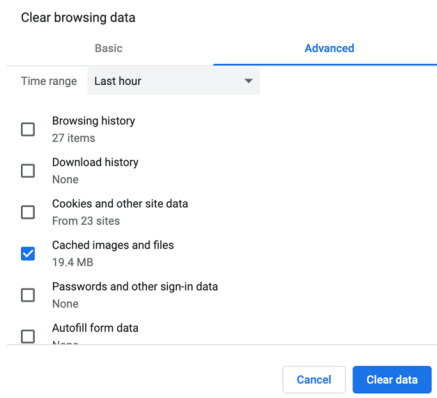 Clear browsing data
Basic
Advanced
Time range
Last hour
Browsing history
27 items
Download history
None
Cookies and other site data
From 23 sites
Cached images and files
19.4 MB
Passwords and other sign-in data
None
Autofill form data
None
Cancel
Clear data